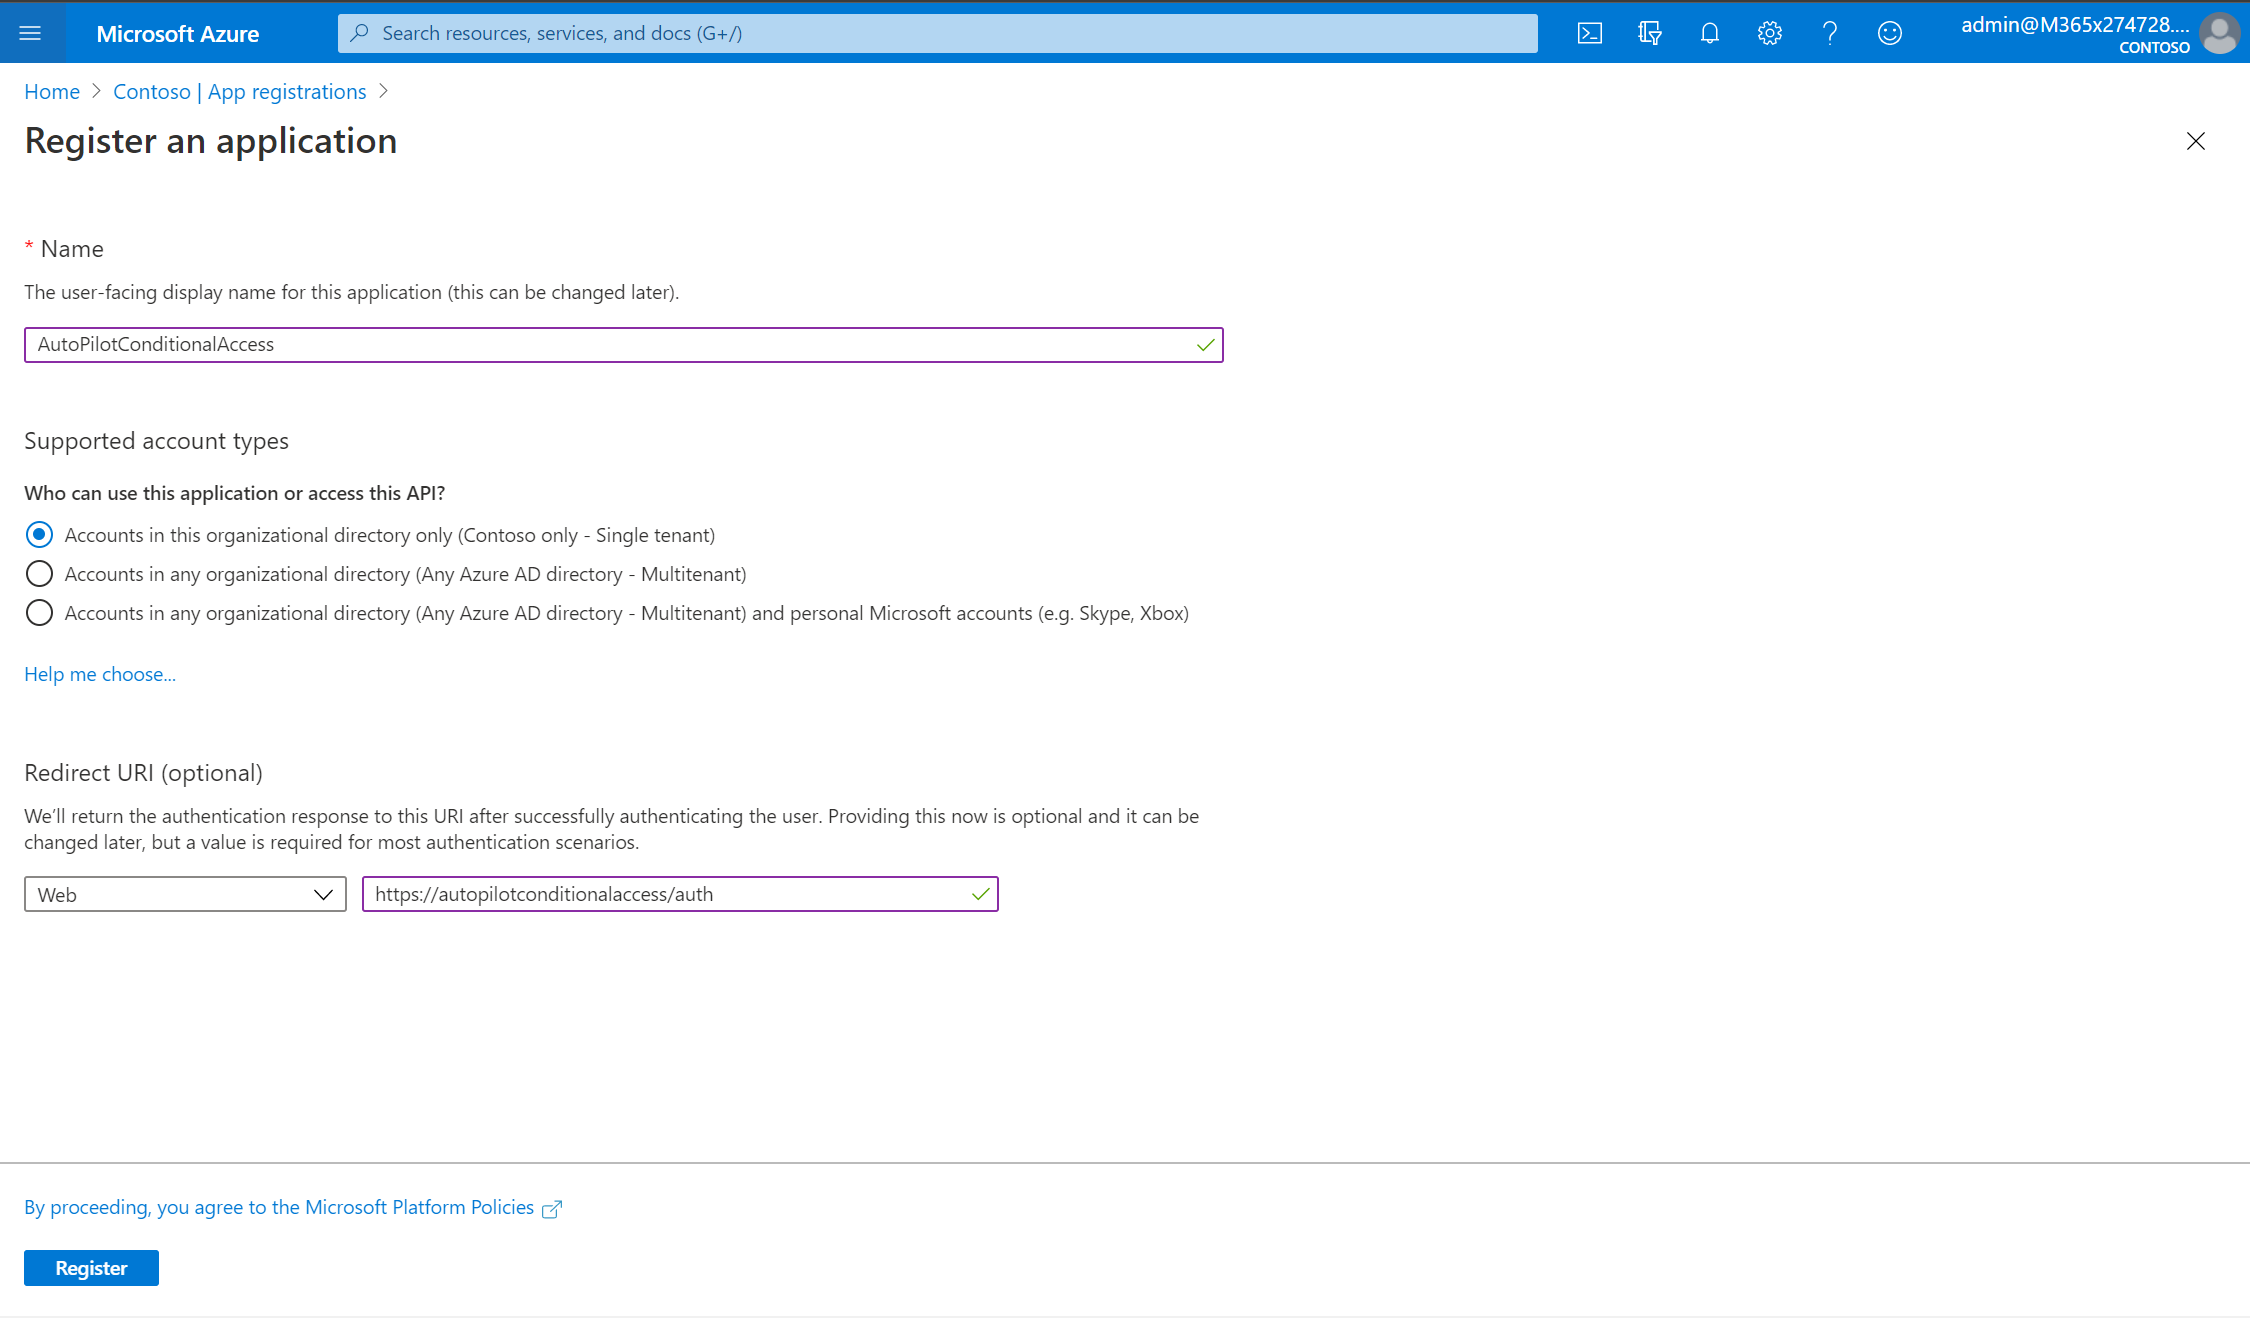 Microsoft Azure
Search resources, services, and docs (G+/)
admin@M365x274728....
CONTOSO
Home > Contoso | App registrations >
Register an application
* Name
The user-facing display name for this application (this can be changed later).
AutoPilotConditionalAccess
Supported account types
Who can use this application or access this API?
Accounts in this organizational directory only (Contoso only - Single tenant)
Accounts in any organizational directory (Any Azure AD directory - Multitenant)
Accounts in any organizational directory (Any Azure AD directory - Multitenant) and personal Microsoft accounts (e.g. Skype, Xbox)
Help me choose...
Redirect URI (optional)
We'll return the authentication response to this URI after successfully authenticating the user. Providing this now is optional and it can be
changed later, but a value is required for most authentication scenarios.
Web
https://autopilotconditionalaccess/auth
By proceeding, you agree to the Microsoft Platform Policies
Register